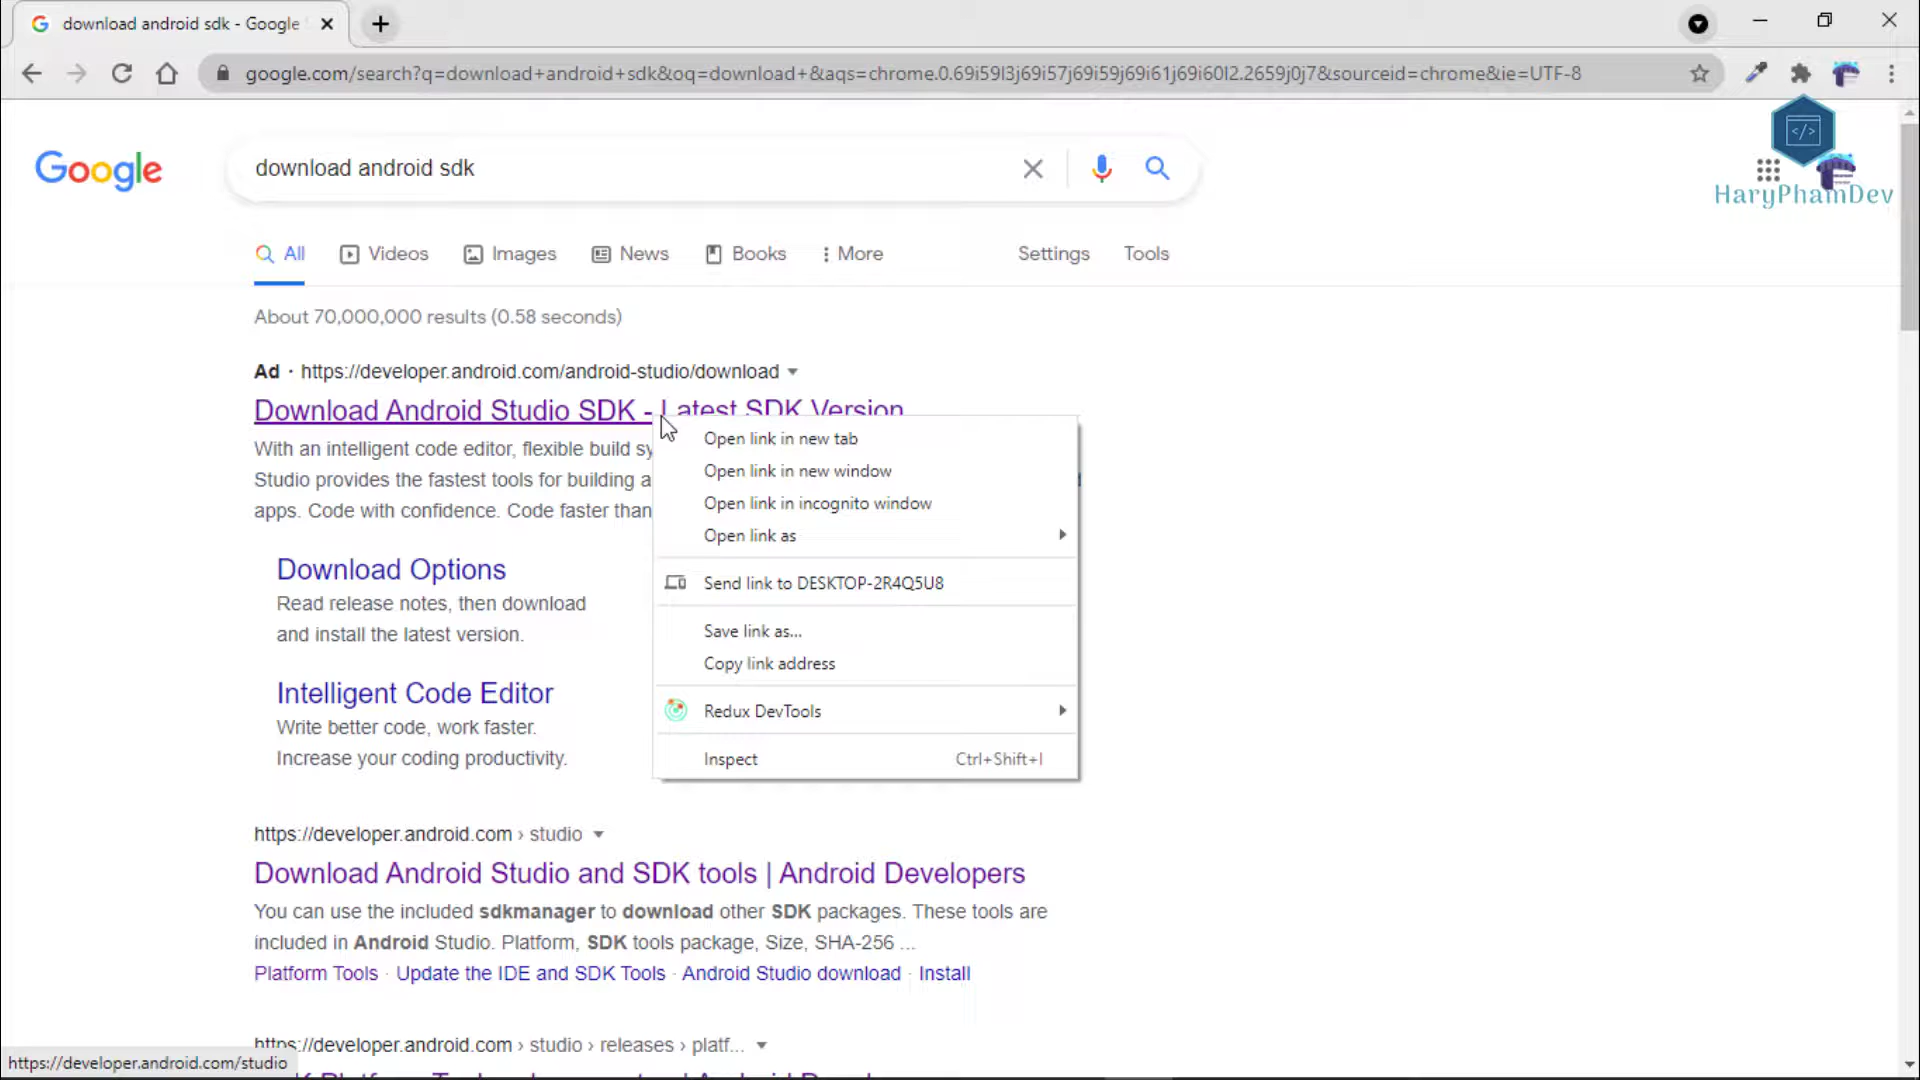 download android sdk - Google
google.com/search?q=download+android+sdk&oq=download+&aqs=chrome.0.69i59l3j69i57j69i59j69i61j69i60l2.2659j0j7&sourceid=chrome&ie=UTF-8
Google
download android sdk
</>
HaryPhamDev
All
Videos
Images
News
Books
More
Settings
Tools
About 70,000,000 results (0.58 seconds)
Ad · https://developer.android.com/android-studio/download
Download Android Studio SDK - Latest SDK Version
With an intelligent code editor, flexible build sy
Studio provides the fastest tools for building a
apps. Code with confidence. Code faster than
Open link in new tab
Open link in new window
Open link in incognito window
Open link as
Send link to DESKTOP-2R4Q5U8
Save link as...
Copy link address
Redux DevTools
Inspect Ctrl+Shift+I
Download Options
Read release notes, then download
and install the latest version.
Intelligent Code Editor
Write better code, work faster.
Increase your coding productivity.
https://developer.android.com › studio
Download Android Studio and SDK tools | Android Developers
You can use the included sdkmanager to download other SDK packages. These tools are
included in Android Studio. Platform, SDK tools package, Size, SHA-256 ...
Platform Tools · Update the IDE and SDK Tools · Android Studio download · Install
https://developer.android.com › studio › releases › platf...
https://developer.android.com/studio